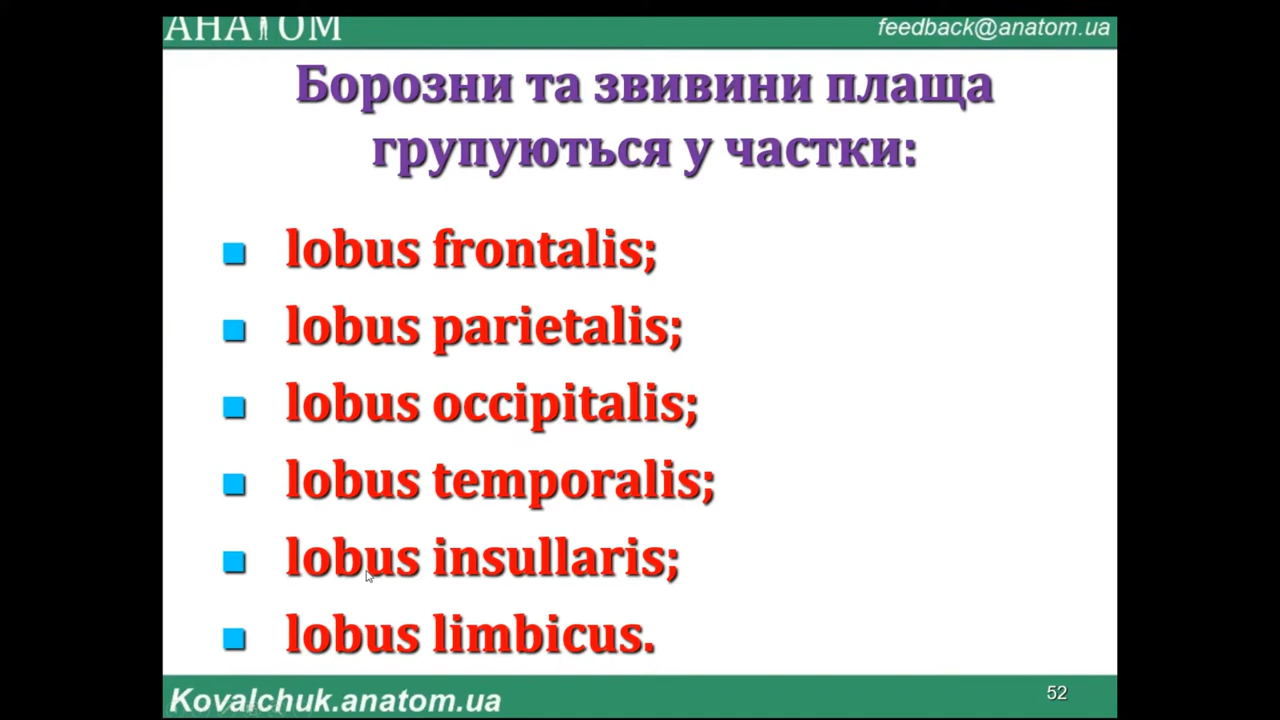 АНАТОМ
feedback@anatom.ua
Борозни та звивини плаща
групуються у частки:
lobus frontalis;
lobus parietalis;
lobus occipitalis;
lobus temporalis;
lobus insullaris;
lobus limbicus.
Kovalchuk.anatom.ua
52